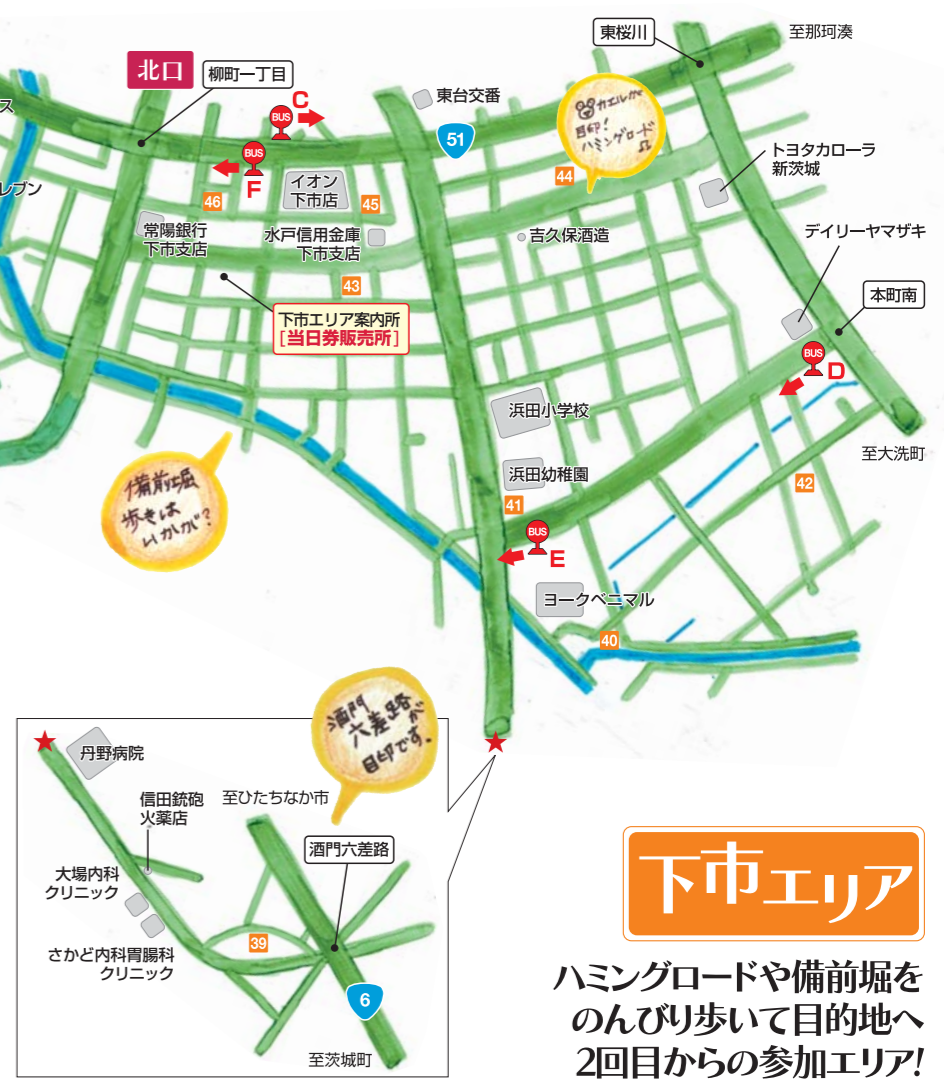 東桜川
至那珂湊
北口
柳町一丁目
C
BUS
東台交番
ス
51
カエルが
目印！
ハミングロード
BUS
F
44
トヨタカローラ
新茨城
レブン
イオン
下市店
46
45
常陽銀行
下市支店
水戸信用金庫
下市支店
吉久保酒造
デイリーヤマザキ
43
本町南
下市エリア案内所
[当日券販売所]
BUS
D
浜田小学校
至大洗町
浜田幼稚園
42
41
備前堀
歩きは
いかが？
BUS
E
ヨークベニマル
40
酒門
六差路が
目印です。
丹野病院
信田銃砲
火薬店
至ひたちなか市
酒門六差路
大場内科
クリニック
39
さかど内科胃腸科
クリニック
6
至茨城町
下市エリア
ハミングロードや備前堀を
のんびり歩いて目的地へ
2回目からの参加エリア!